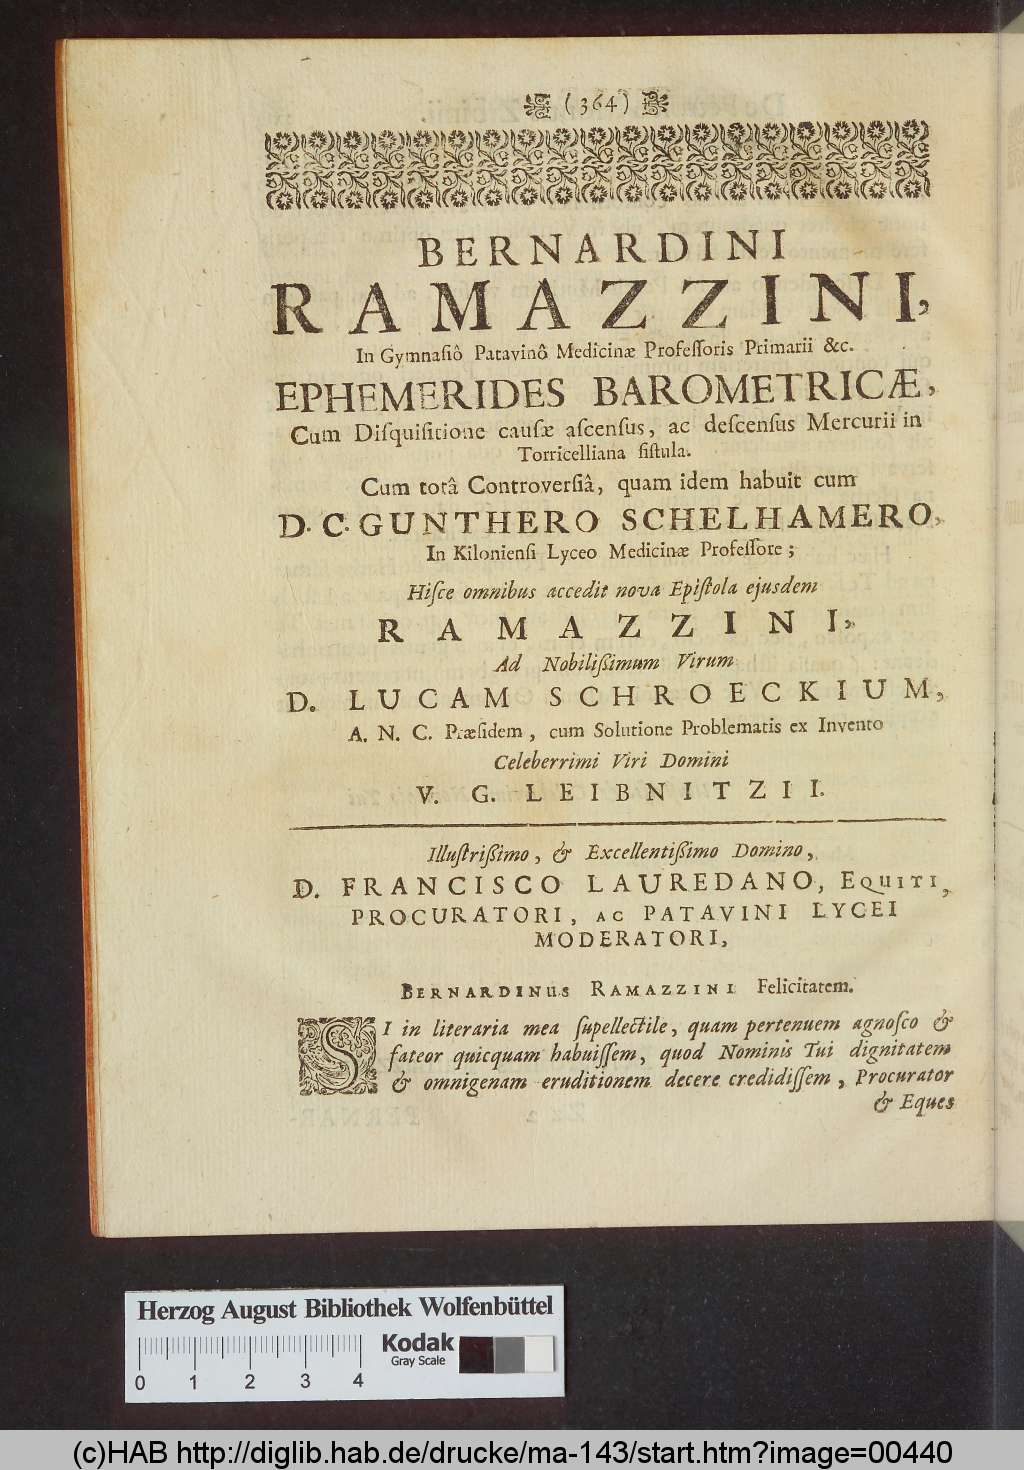 (364)
BERNARDINI
RAMAZZINI,
In Gymnasiô Patavinô Medicinæ Professoris Primarii &c.
EPHEMERIDES BAROMETRICÆ,
Cum Disquisitione causæ ascensus, ac descensus Mercurii in
Torricelliana fistula.
Cum totâ Controversiâ, quam idem habuit cum
D. C. GUNTHERO SCHELHAMERO,
In Kiloniensi Lyceo Medicinæ Professore;
Hisce omnibus accedit nova Epistola ejusdem
RAMAZZINI,
Ad Nobilißimum Virum
D. LUCAM SCHROECKIUM,
A. N. C. Præsidem, cum Solutione Problematis ex Invento
Celeberrimi Viri Domini
V. G. LEIBNITZII.
Illustrißimo, & Excellentißimo Domino,
D. FRANCISCO LAUREDANO, EQUITI,
PROCURATORI, AC PATAVINI LYCEI
MODERATORI,
BERNARDINUS RAMAZZINI Felicitatem.
SI in literaria mea supellectile, quam pertenuem agnosco &
fateor quicquam habuissem, quod Nominis Tui dignitatem
& omnigenam eruditionem decere credidissem, Procurator
& Eques
Herzog August Bibliothek Wolfenbüttel
Kodak
Gray Scale
0 1 2 3 4
(c)HAB http://diglib.hab.de/drucke/ma-143/start.htm?image=00440